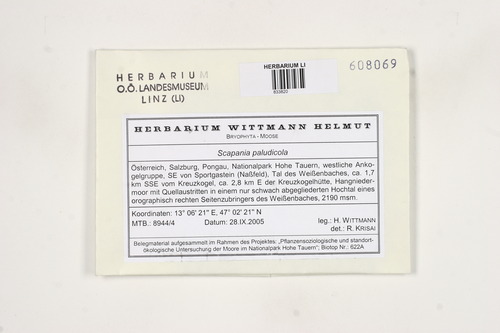 HERBARIUM
O.Ö. LANDESMUSEUM
LINZ (LI)
HERBARIUM LI
608069
HERBARIUM WITTMANN HELMUT
BRYOPHYTA - MOOSE
Scapania paludicola
Österreich, Salzburg, Pongau, Nationalpark Hohe Tauern, westliche Anko-
gelgruppe, SE von Sportgastein (Naßfeld), Tal des Weißenbaches, ca. 1,7
km SSE vom Kreuzkogel, ca. 2,8 km E der Kreuzkogelhütte, Hangnieder-
moor mit Quellaustritten in einem nur schwach abgegliederten Hochtal eines
orographisch rechten Seitenzubringers des Weißenbaches, 2190 msm.
Koordinaten: 13° 06' 21" E, 47° 02' 21" N
leg.: H. WITTMANN
MTB.: 8944/4 Datum: 28.IX.2005
det.: R. KRISAI
Belegmaterial aufgesammelt im Rahmen des Projektes: „Pflanzensoziologische und standort-
ökologische Untersuchung der Moore im Nationalpark Hohe Tauern"; Biotop Nr.: 622A